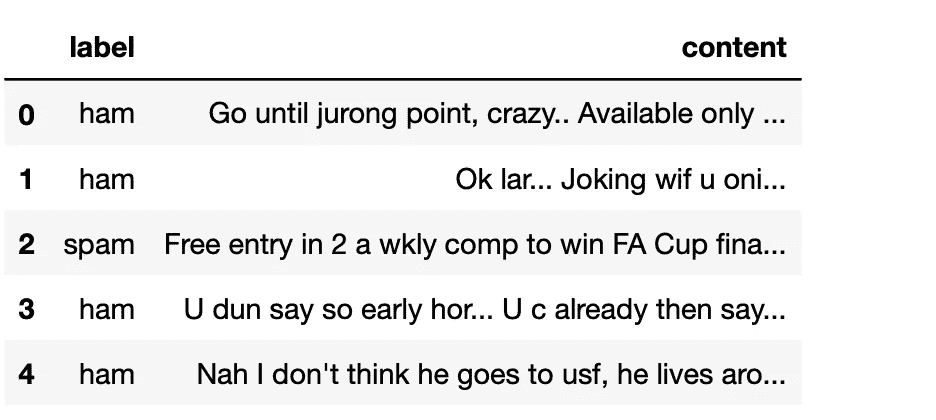 label content
0 ham Go until jurong point, crazy.. Available only ...
1 ham Ok lar... Joking wif u oni...
2 spam Free entry in 2 a wkly comp to win FA Cup fina...
3 ham U dun say so early hor... U c already then say...
4 ham Nah I don't think he goes to usf, he lives aro...